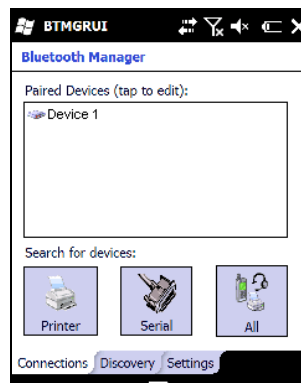 BTMGRUI
Bluetooth Manager
Paired Devices (tap to edit):
Device 1
Search for devices:
Printer Serial All
Connections Discovery Settings